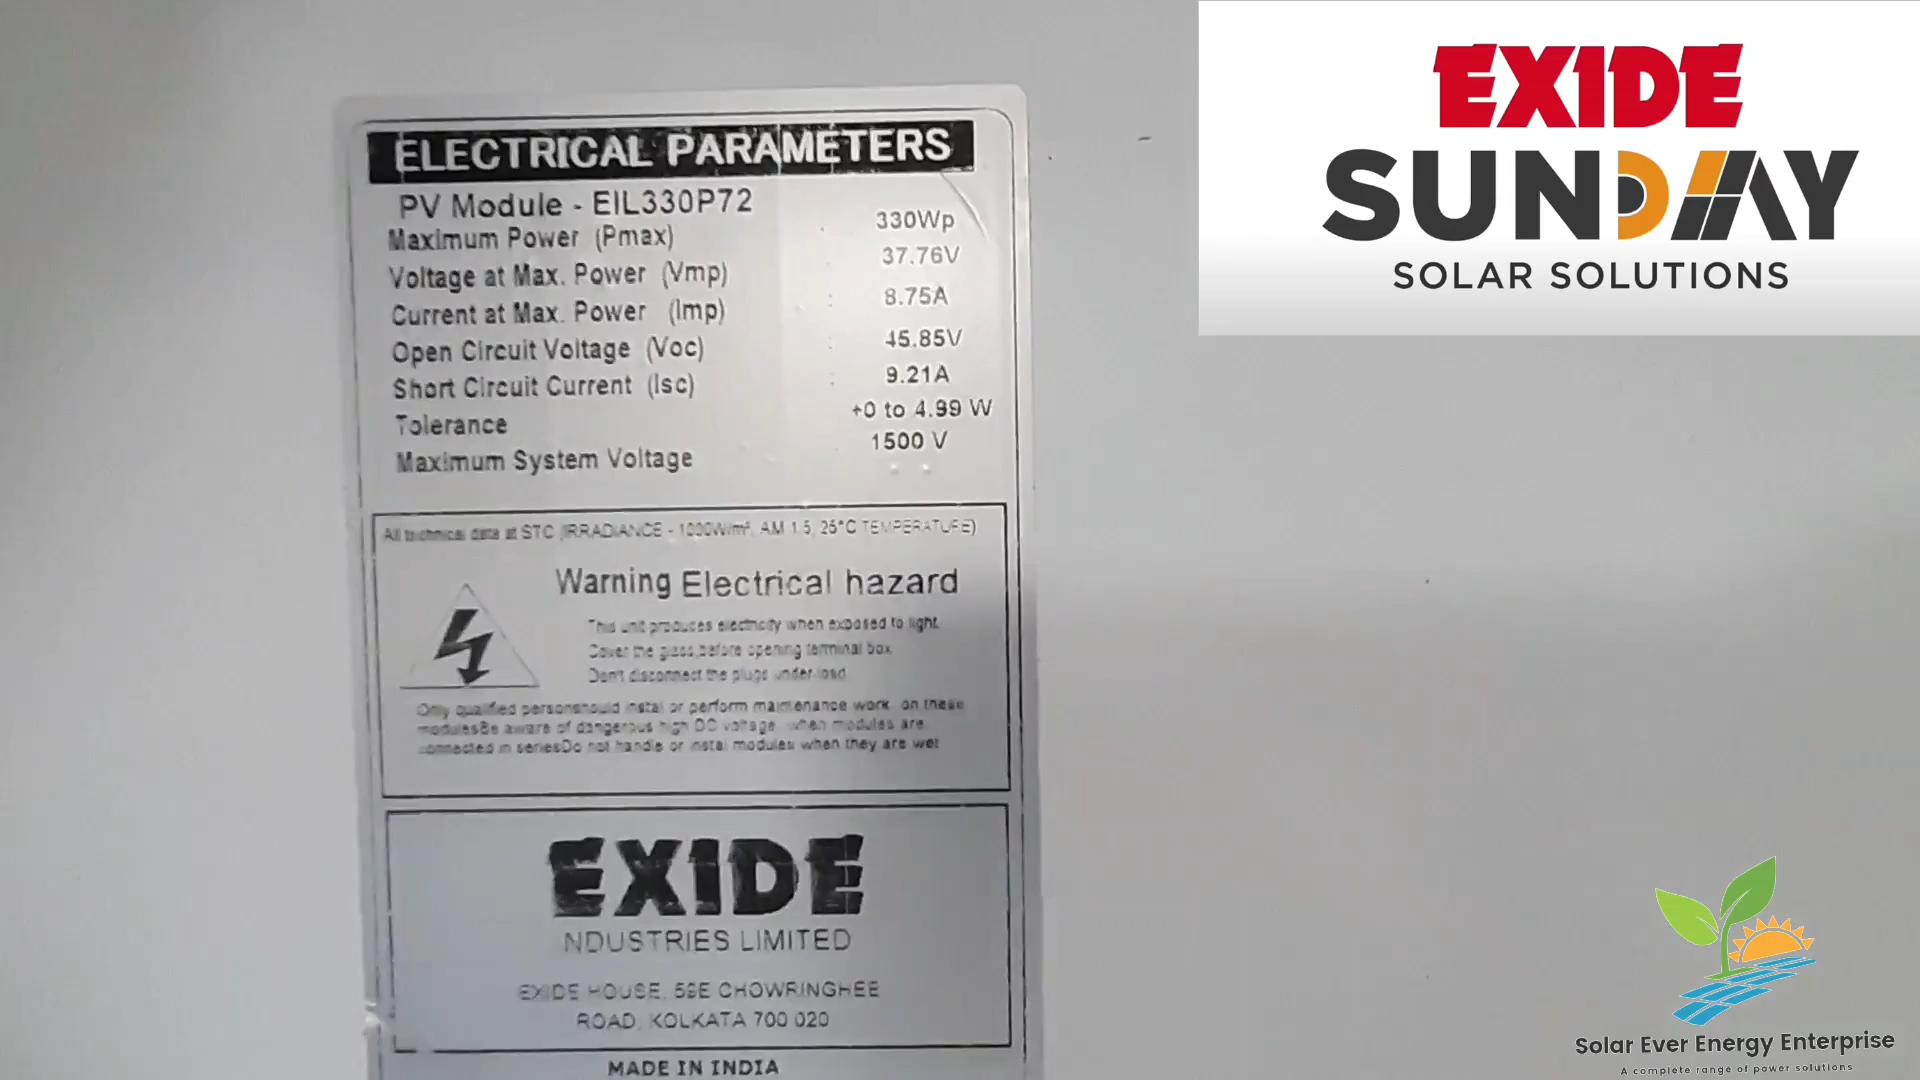 ELECTRICAL PARAMETERS
PV Module - EIL330P72
Maximum Power (Pmax) : 330Wp
Voltage at Max. Power (Vmp) 37.76V
Current at Max. Power (Imp) : 8.75A
Open Circuit Voltage (Voc) : 45.85V
Short Circuit Current (Isc) : 9.21A
Tolerance +0 to 4.99 W
Maximum System Voltage 1500 V
All technical data at STC (IRRADIANCE - 1000W/m², AM 1.5, 25°C TEMPERATURE)
Warning Electrical hazard
This unit produces electricity when exposed to light.
Cover the glass before opening terminal box
Don't disconnect the plugs under load
Only qualified personshould instal or perform maintenance work on these
modulesBe aware of dangerous high DC voltage when modules are
connected in seriesDo not handle or instal modules when they are wet
EXIDE
NDUSTRIES LIMITED
EXIDE HOUSE, 59E CHOWRINGHEE
ROAD, KOLKATA 700 020
MADE IN INDIA
EXIDE
SUNDAY
SOLAR SOLUTIONS
Solar Ever Energy Enterprise
A complete range of power solutions